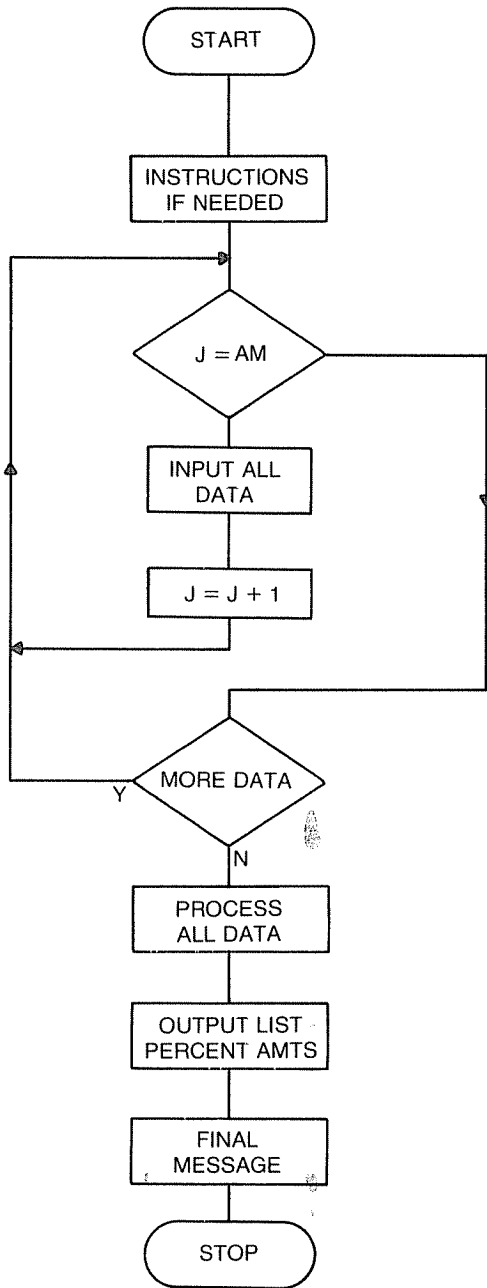 START
INSTRUCTIONS
IF NEEDED
J = AM
INPUT ALL
DATA
J = J + 1
MORE DATA
Y
N
PROCESS
ALL DATA
OUTPUT LIST
PERCENT AMTS
FINAL
MESSAGE
STOP